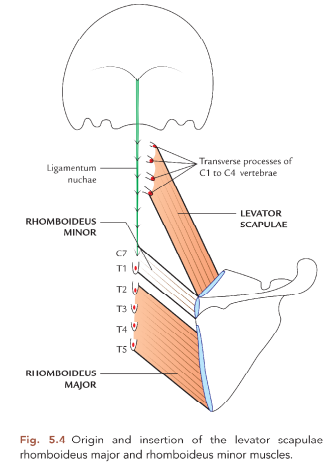 Ligamentum
nuchae
Transverse processes of
C1 to C4 vertebrae
RHOMBOIDEUS
MINOR
LEVATOR
SCAPULAE
C7
T1
T2
T3
T4
T5
RHOMBOIDEUS
MAJOR
Fig. 5.4 Origin and insertion of the levator scapulae
rhomboideus major and rhomboideus minor muscles.